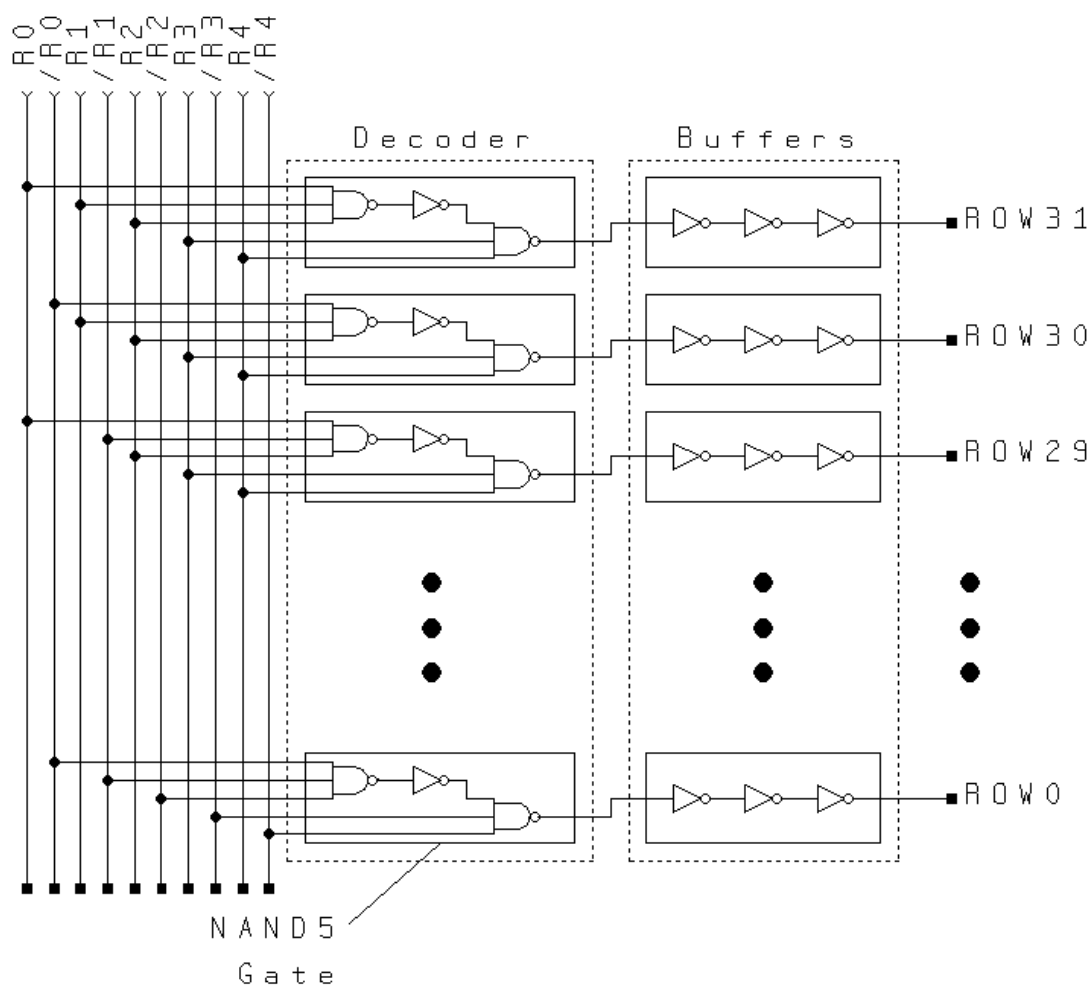 R0
/R0
R1
/R1
R2
/R2
R3
/R3
R4
/R4
Decoder
Buffers
ROW31
ROW30
ROW29
ROW0
NAND5
Gate